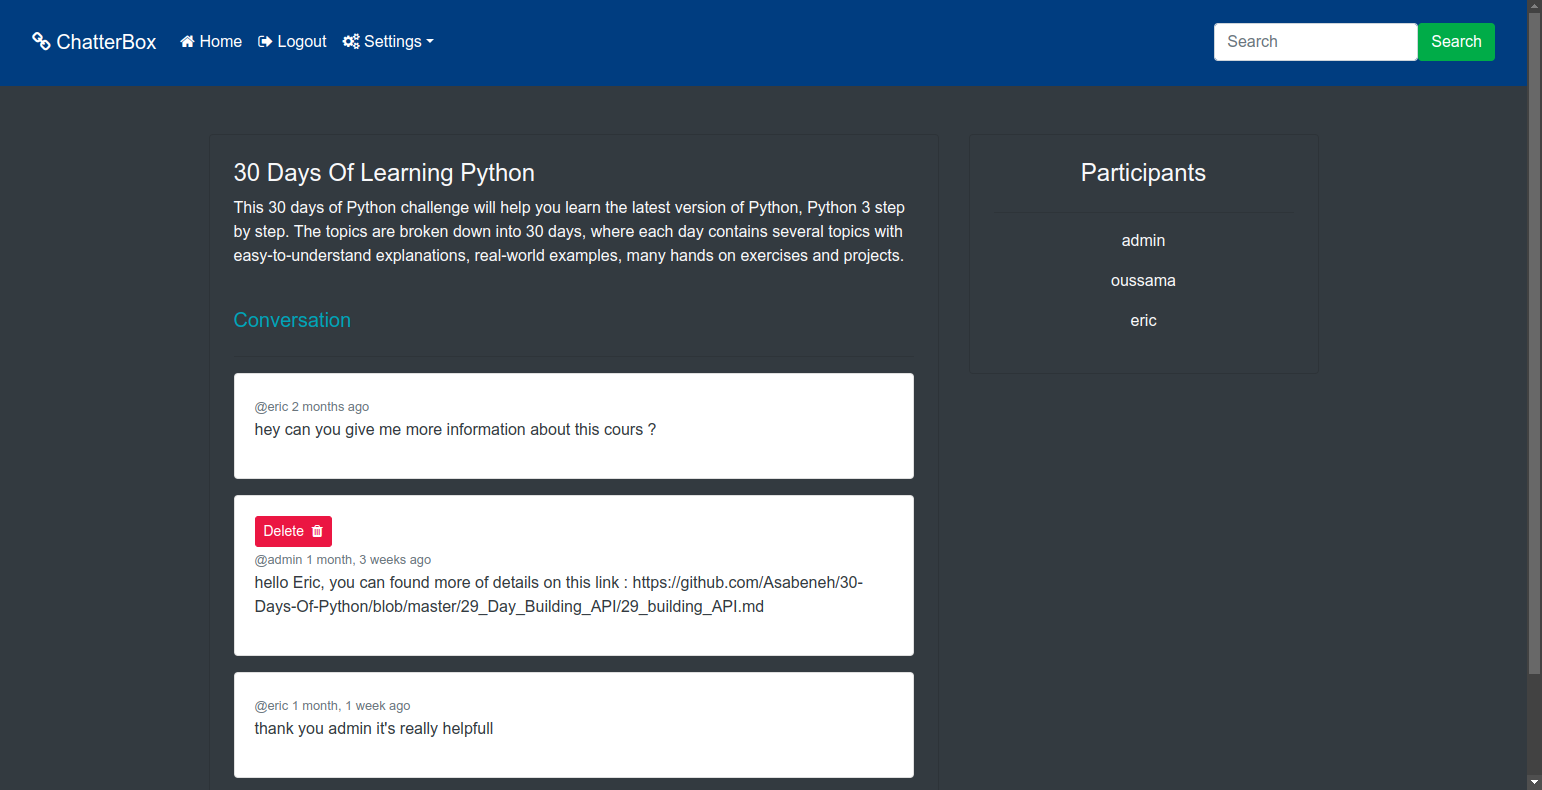 ChatterBox Home Logout Settings Search Search
30 Days Of Learning Python
This 30 days of Python challenge will help you learn the latest version of Python, Python 3 step
by step. The topics are broken down into 30 days, where each day contains several topics with
easy-to-understand explanations, real-world examples, many hands on exercises and projects.
Conversation
@eric 2 months ago
hey can you give me more information about this cours ?
Delete
@admin 1 month, 3 weeks ago
hello Eric, you can found more of details on this link : https://github.com/Asabeneh/30-
Days-Of-Python/blob/master/29_Day_Building_API/29_building_API.md
@eric 1 month, 1 week ago
thank you admin it's really helpfull
Participants
admin
oussama
eric